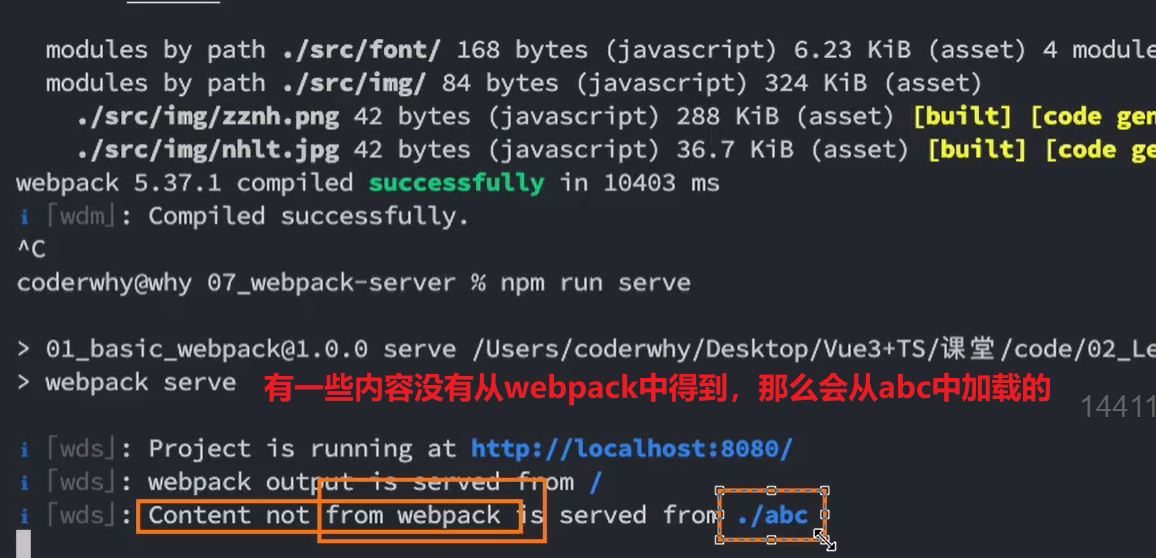 modules by path ./src/font/ 168 bytes (javascript) 6.23 KiB (asset) 4 module
modules by path ./src/img/ 84 bytes (javascript) 324 KiB (asset)
./src/img/zznh.png 42 bytes (javascript) 288 KiB (asset) [built] [code gen
./src/img/nhlt.jpg 42 bytes (javascript) 36.7 KiB (asset) [built] [code ge
webpack 5.37.1 compiled successfully in 10403 ms
i 「wdm」: Compiled successfully.
^C
coderwhy@why 07_webpack-server % npm run serve
> 01_basic_webpack@1.0.0 serve /Users/coderwhy/Desktop/Vue3+TS/课堂/code/02_Le
> webpack serve
有一些内容没有从webpack中得到，那么会从abc中加载的
14411
i 「wds」: Project is running at http://localhost:8080/
i 「wds」: webpack output is served from /
i 「wds」: Content not from webpack is served from ./abc